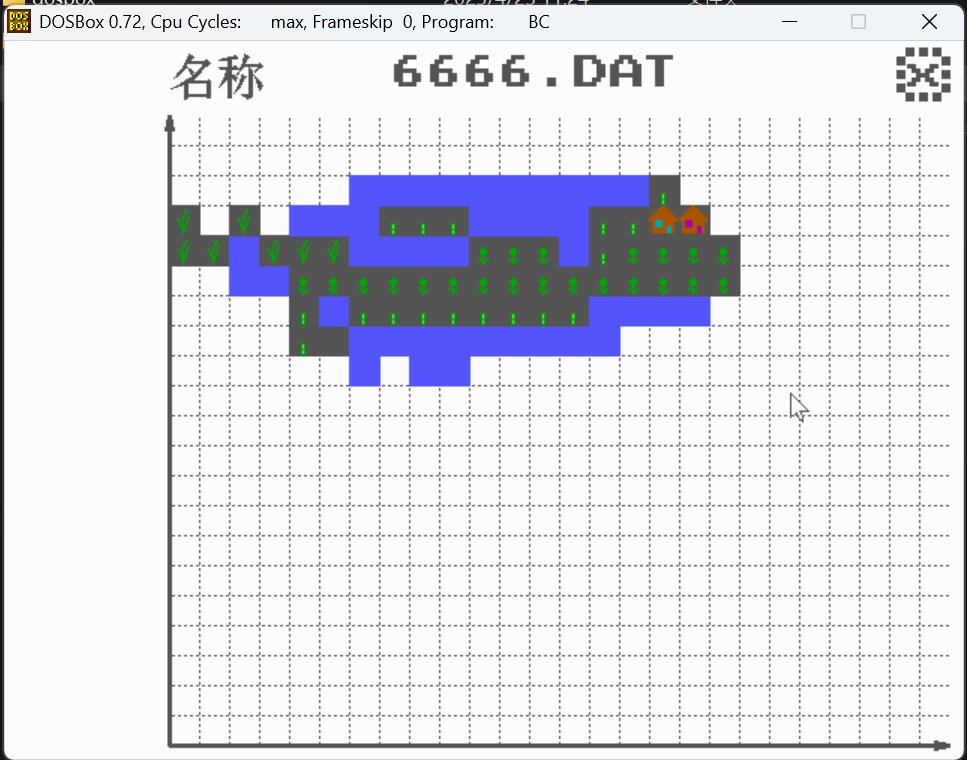 DOSBox 0.72, Cpu Cycles: max, Frameskip 0, Program: BC
名称 6666.DAT